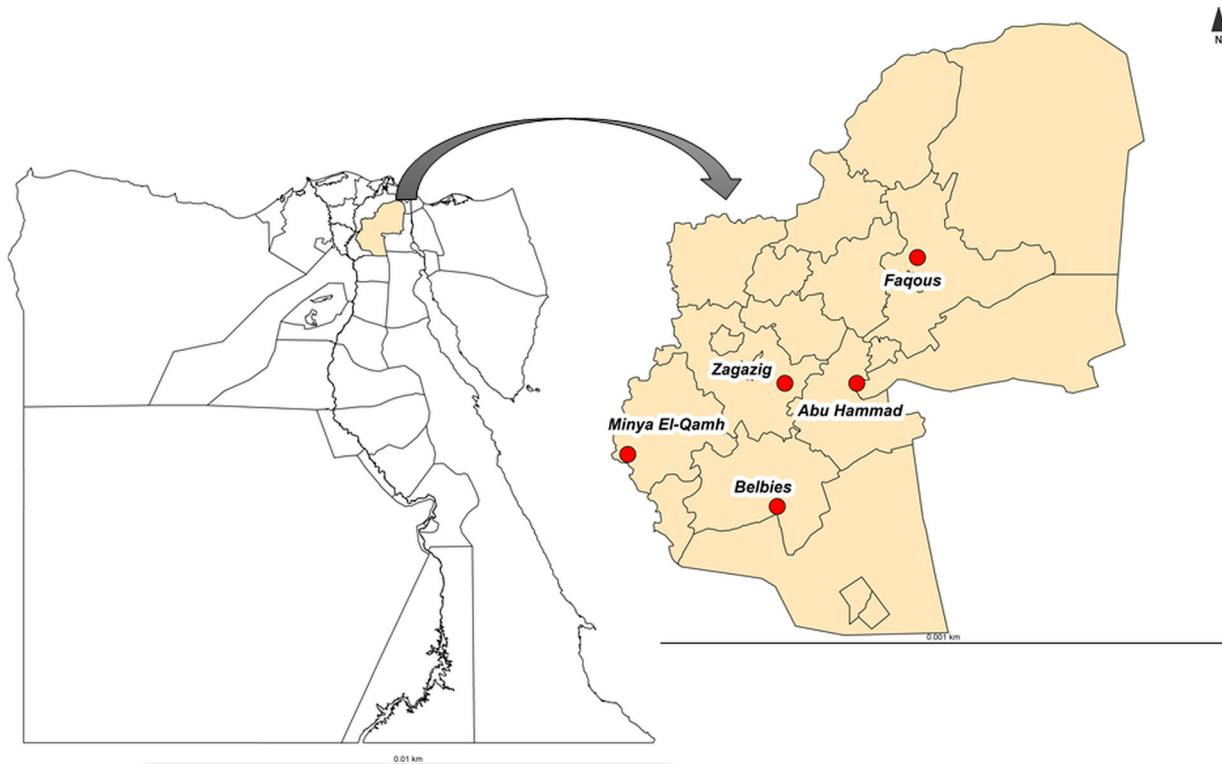 N
Faqous
Zagazig
Abu Hammad
Minya El-Qamh
Belbies
0.001 km
0.01 km